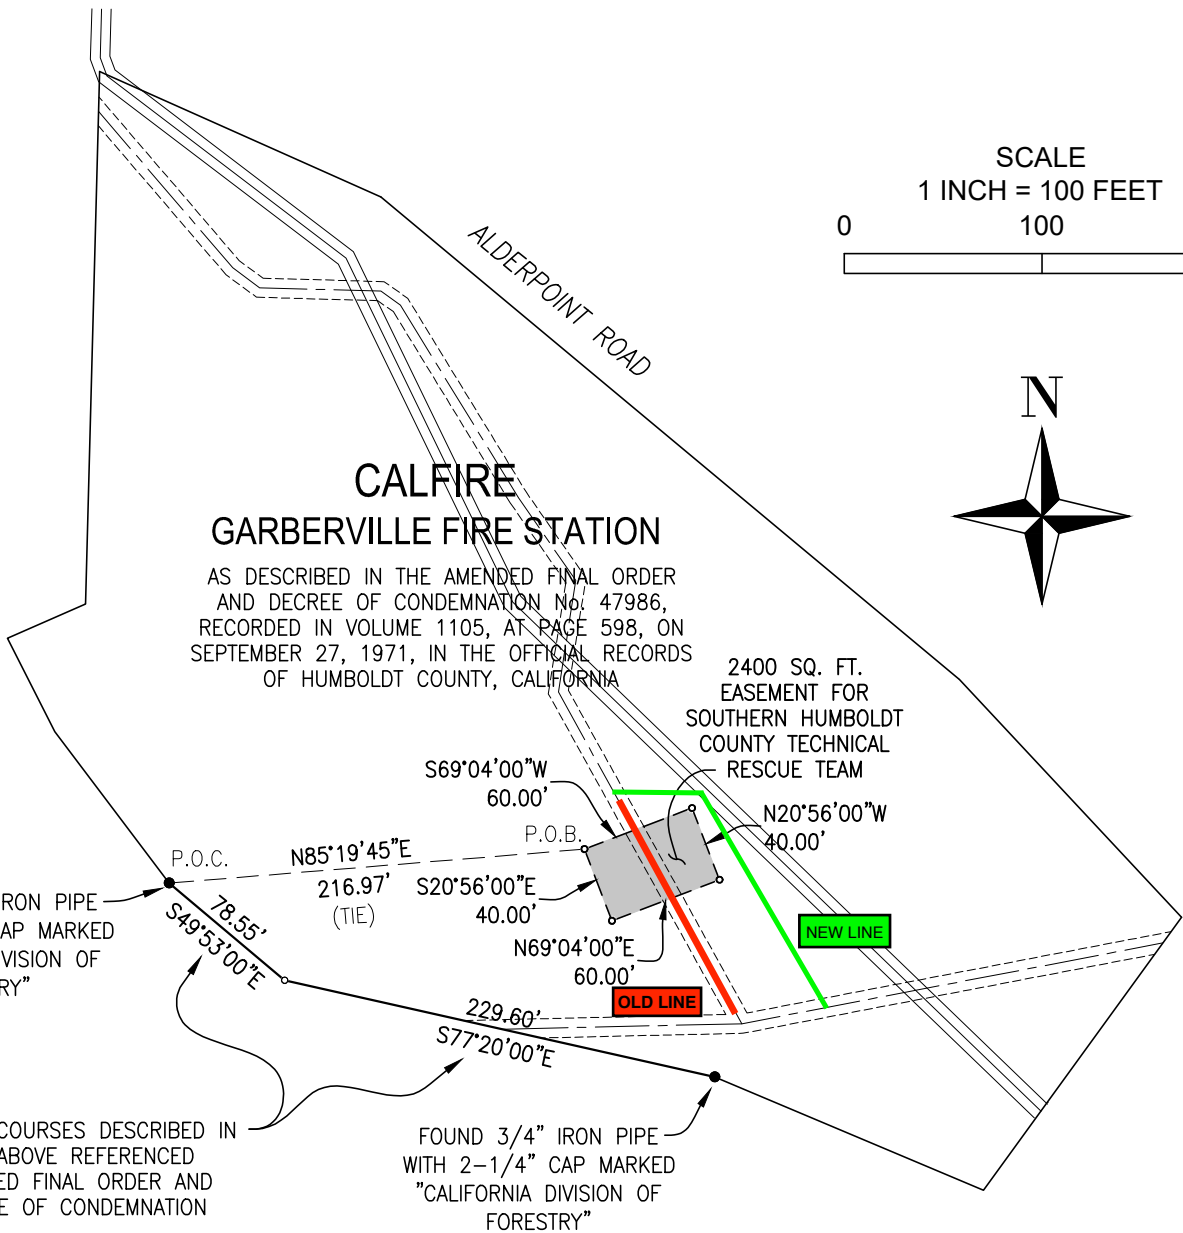 SCALE
1 INCH = 100 FEET
0
100
ALDERPOINT ROAD
N
CALFIRE
GARBERVILLE FIRE STATION
AS DESCRIBED IN THE AMENDED FINAL ORDER
AND DECREE OF CONDEMNATION No. 47986,
RECORDED IN VOLUME 1105, AT PAGE 598, ON
SEPTEMBER 27, 1971, IN THE OFFICIAL RECORDS
OF HUMBOLDT COUNTY, CALIFORNIA
2400 SQ. FT.
EASEMENT FOR
SOUTHERN HUMBOLDT
COUNTY TECHNICAL
RESCUE TEAM
S69°04'00"W
60.00'
N20°56'00"W
40.00'
P.O.B.
P.O.C.
N85°19'45"E
216.97'
(TIE)
S20°56'00"E
40.00'
N69°04'00"E
60.00'
IRON PIPE
CAP MARKED
VISION OF
RY"
78.55'
S49°53'00"E
NEW LINE
OLD LINE
229.60'
S77°20'00"E
COURSES DESCRIBED IN
ABOVE REFERENCED
ED FINAL ORDER AND
E OF CONDEMNATION
FOUND 3/4" IRON PIPE
WITH 2-1/4" CAP MARKED
"CALIFORNIA DIVISION OF
FORESTRY"